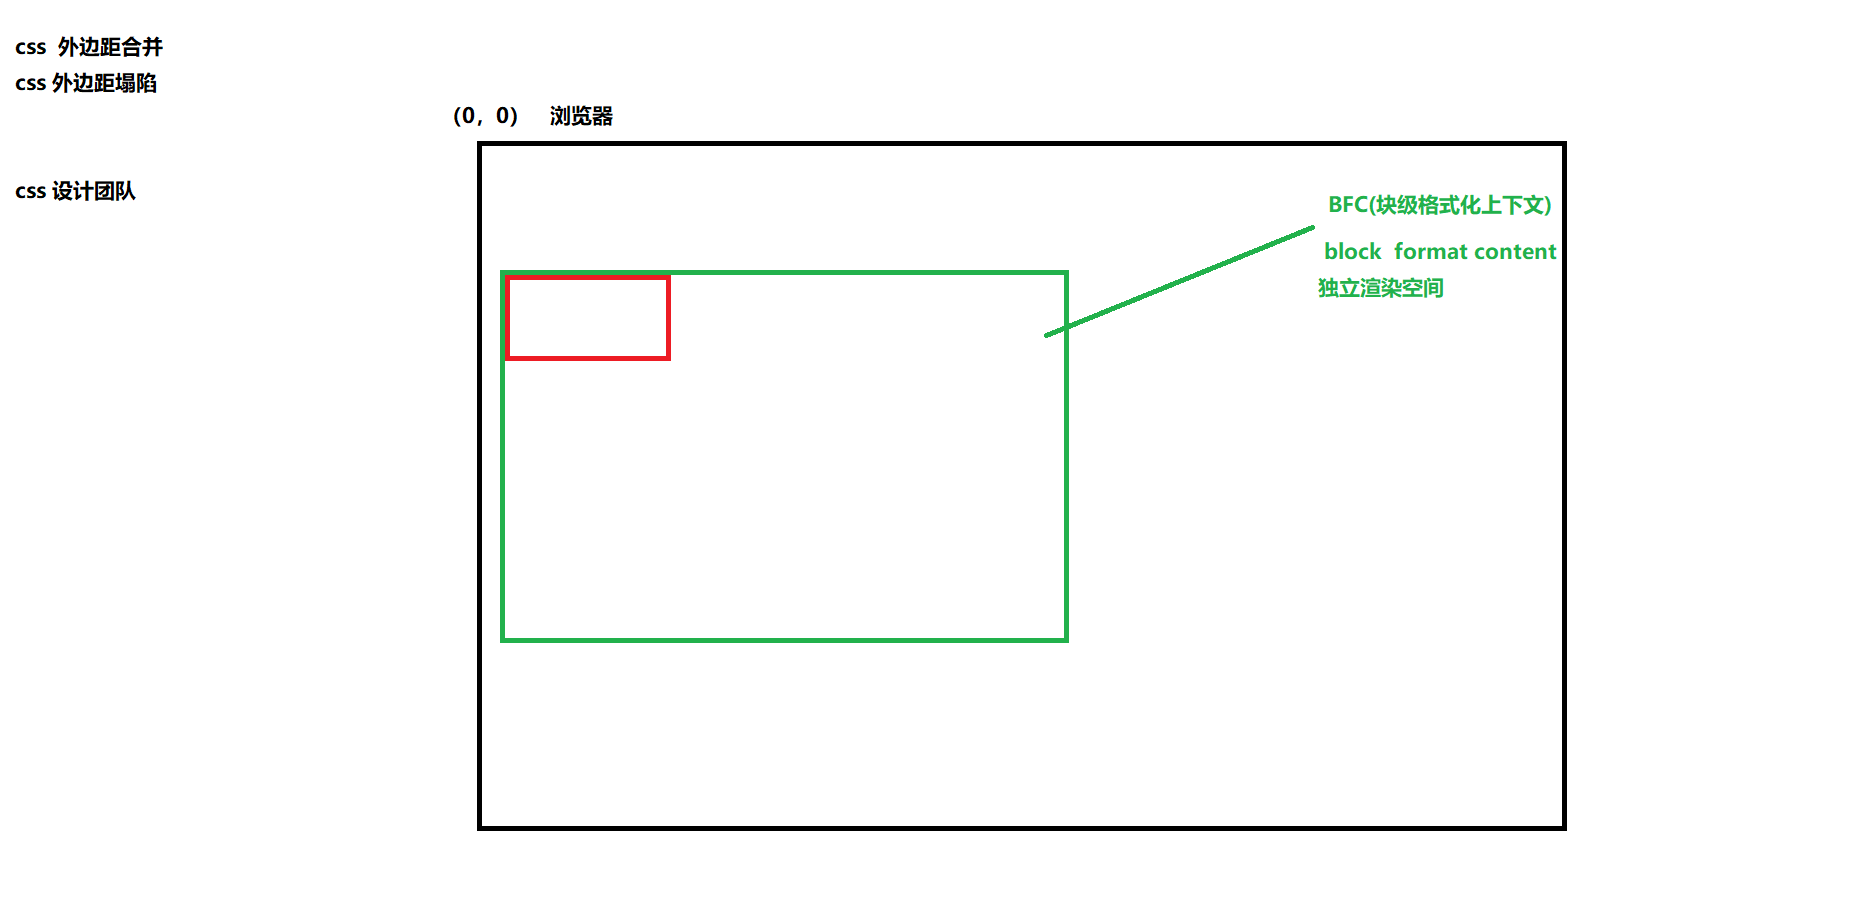 css  外边距合并
css 外边距塌陷
（0，0）   浏览器
css 设计团队
BFC(块级格式化上下文)
block  format content
独立渲染空间